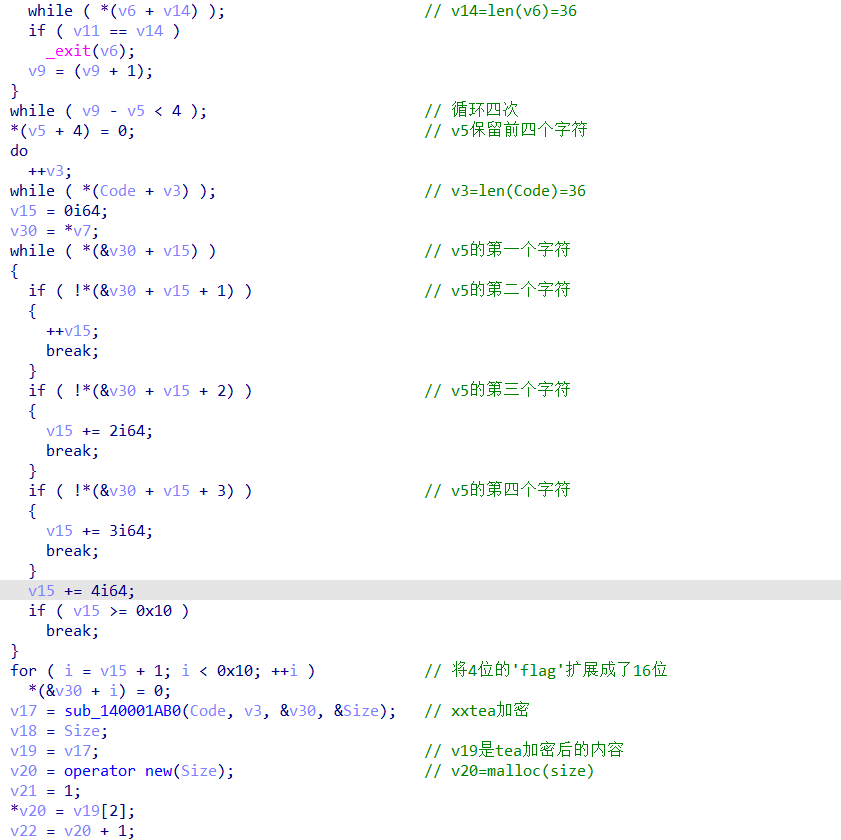 while ( *(v6 + v14) ); // v14=len(v6)=36
if ( v11 == v14 )
_exit(v6);
v9 = (v9 + 1);
}
while ( v9 - v5 < 4 ); // 循环四次
*(v5 + 4) = 0; // v5保留前四个字符
do
++v3;
while ( *(Code + v3) ); // v3=len(Code)=36
v15 = 0i64;
v30 = *v7;
while ( *(&v30 + v15) ) // v5的第一个字符
{
if ( !*(&v30 + v15 + 1) ) // v5的第二个字符
{
++v15;
break;
}
if ( !*(&v30 + v15 + 2) ) // v5的第三个字符
{
v15 += 2i64;
break;
}
if ( !*(&v30 + v15 + 3) ) // v5的第四个字符
{
v15 += 3i64;
break;
}
v15 += 4i64;
if ( v15 >= 0x10 )
break;
}
for ( i = v15 + 1; i < 0x10; ++i ) // 将4位的'flag'扩展成了16位
*(&v30 + i) = 0;
v17 = sub_140001AB0(Code, v3, &v30, &Size); // xxtea加密
v18 = Size;
v19 = v17; // v19是tea加密后的内容
v20 = operator new(Size); // v20=malloc(size)
v21 = 1;
*v20 = v19[2];
v22 = v20 + 1;